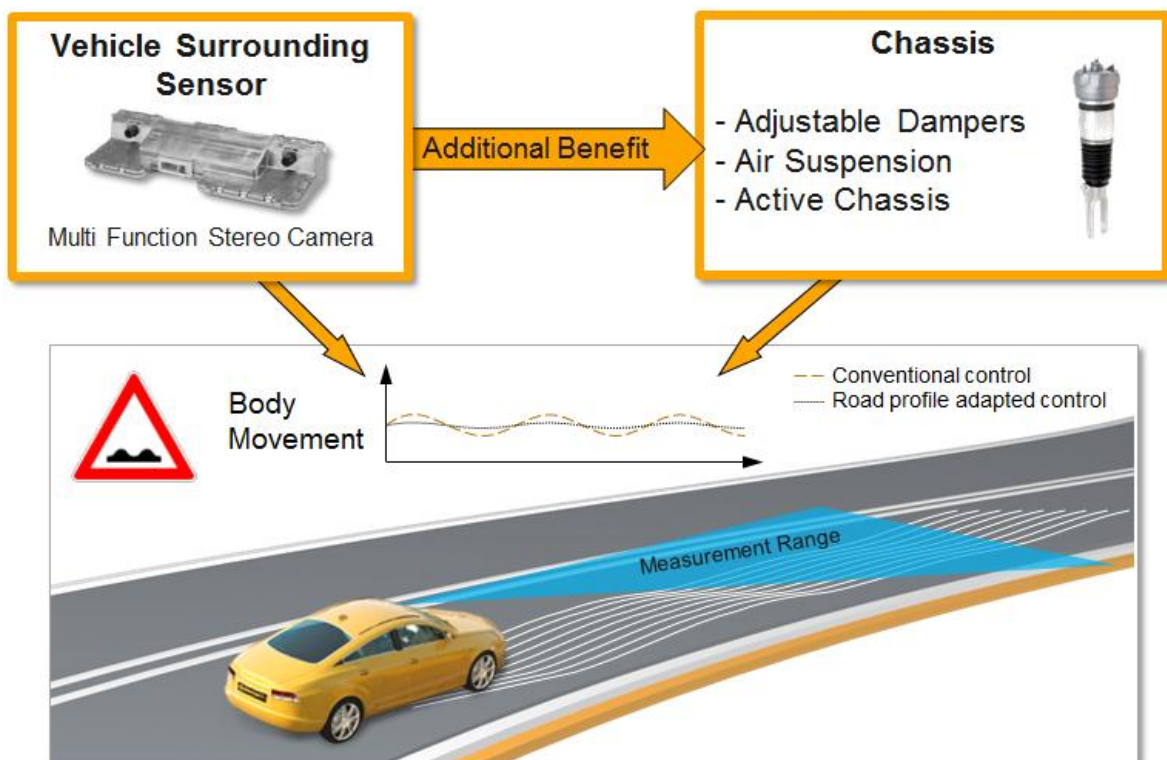 Vehicle Surrounding
Sensor
Multi Function Stereo Camera
Additional Benefit
Chassis
- Adjustable Dampers
- Air Suspension
- Active Chassis
Body
Movement
Conventional control
Road profile adapted control
Measurement Range